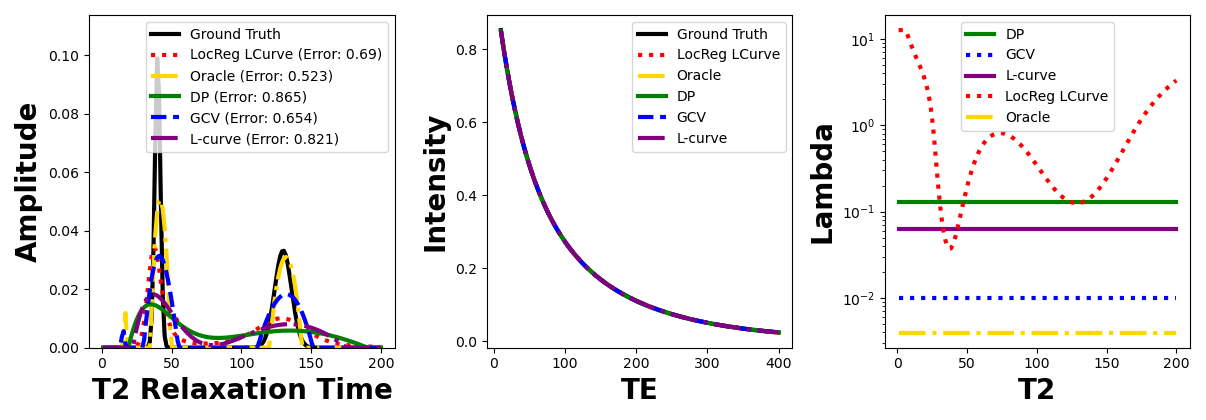 Amplitude
0.00
0.02
0.04
0.06
0.08
0.10
0
50
100
150
200
T2 Relaxation Time
Ground Truth
LocReg LCurve (Error: 0.69)
Oracle (Error: 0.523)
DP (Error: 0.865)
GCV (Error: 0.654)
L-curve (Error: 0.821)
Intensity
0.0
0.2
0.4
0.6
0.8
0
100
200
300
400
TE
Ground Truth
LocReg LCurve
Oracle
DP
GCV
L-curve
Lambda
10⁻²
10⁻¹
10⁰
10¹
0
50
100
150
200
T2
DP
GCV
L-curve
LocReg LCurve
Oracle